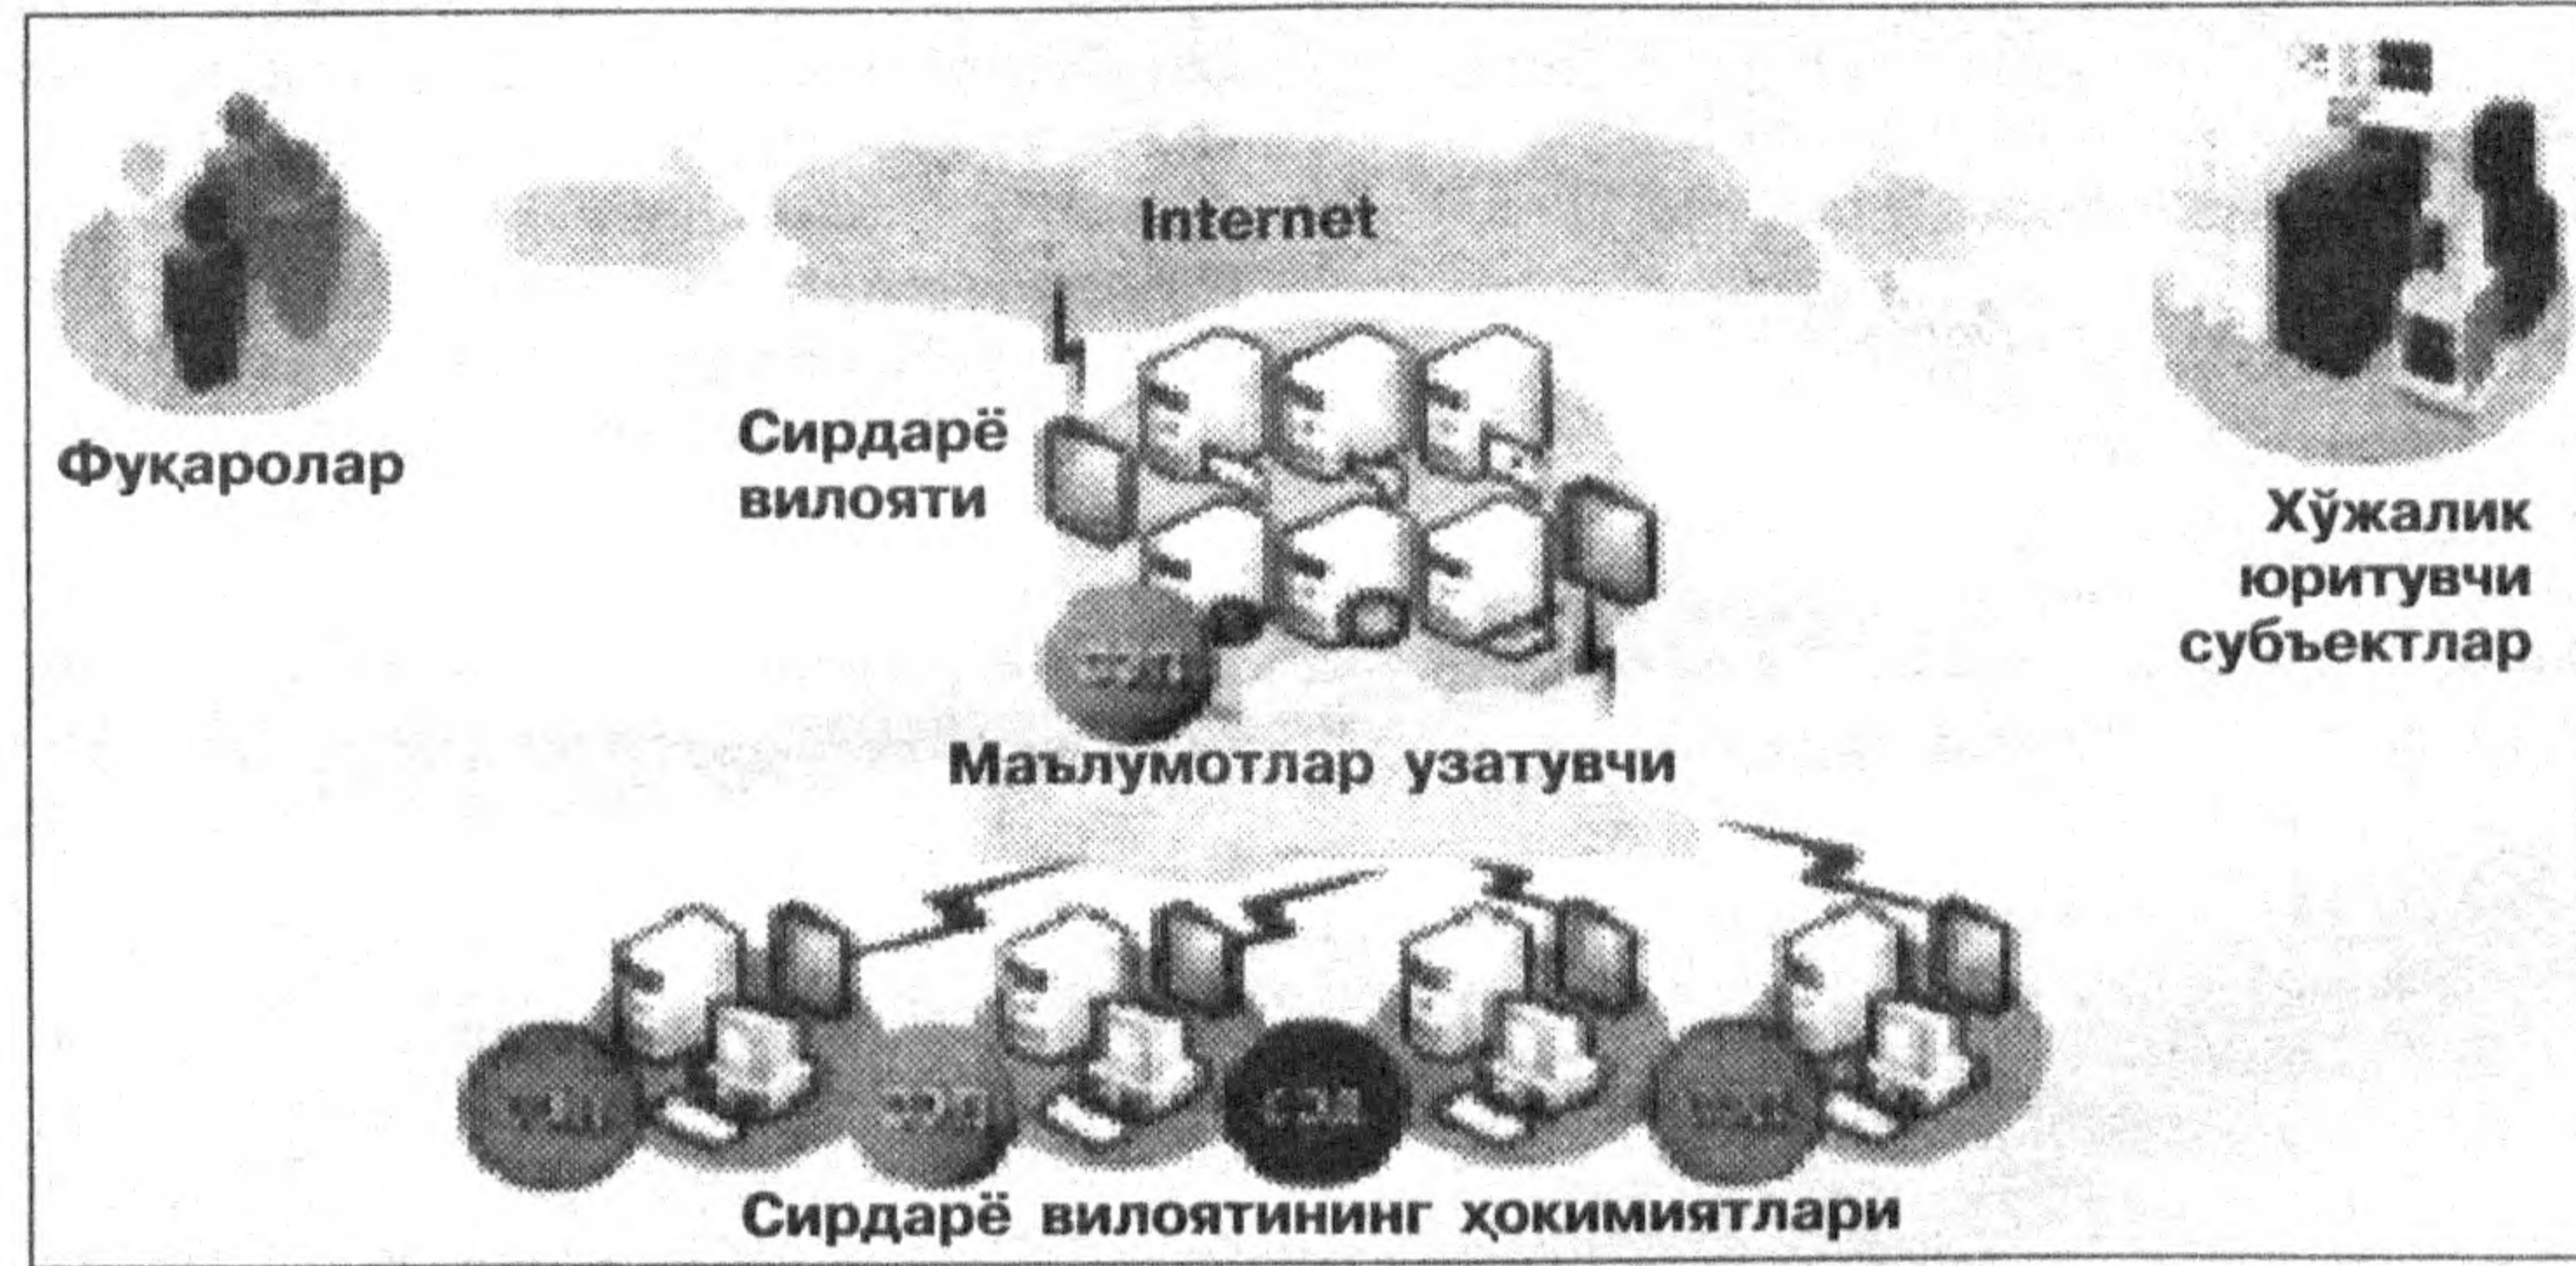 Internet
Фуқаролар
Сирдарё
вилояти
Хўжалик
юритувчи
субъектлар
Маълумотлар узатувчи
Сирдарё вилоятининг ҳокимиятлари